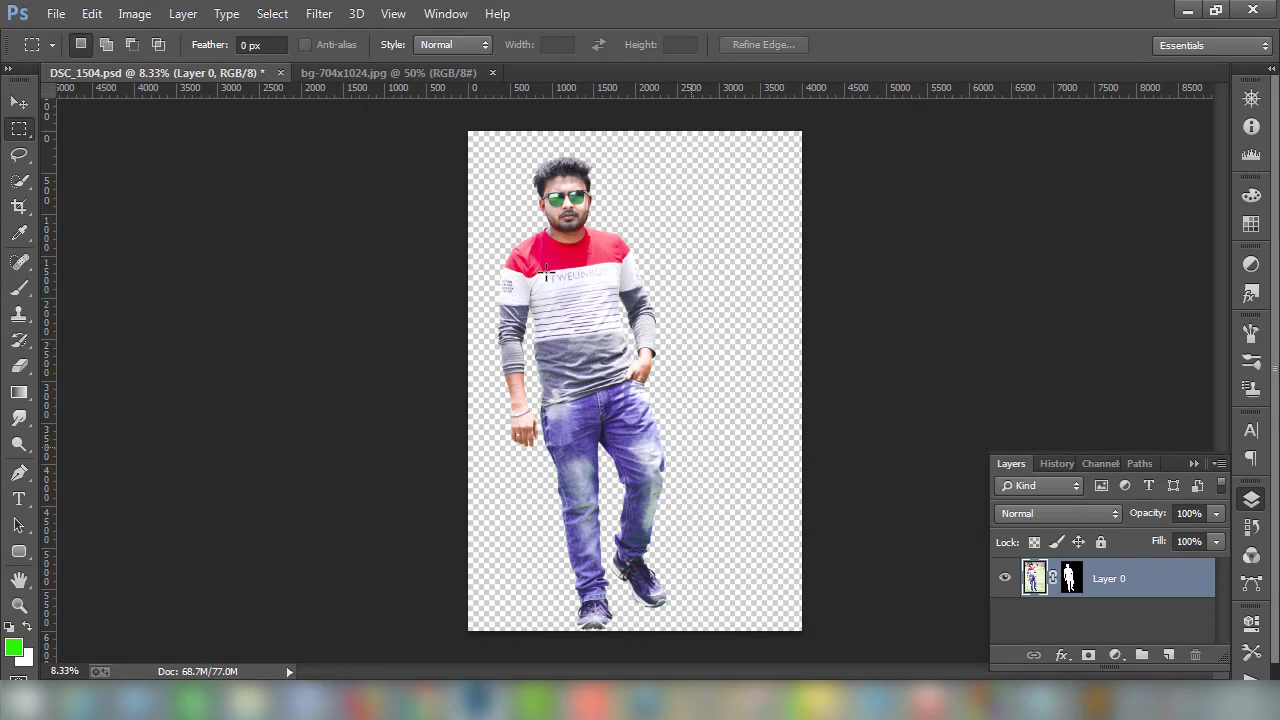 Ps File Edit Image Layer Type Select Filter 3D View Window Help
Feather: 0 px Anti-alias Style: Normal Width: Height: Refine Edge... Essentials
DSC_1504.psd @ 8.33% (Layer 0, RGB/8) * × bg-704x1024.jpg @ 50% (RGB/8#) ×
5000 4500 4000 3500 3000 2500 2000 1500 1000 500 0 500 1000 1500 2000 2500 3000 3500 4000 4500 5000 5500 6000 6500 7000 7500 8000 8500
Layers History Channel Paths
Kind
Normal Opacity: 100%
Lock: Fill: 100%
Layer 0
8.33% Doc: 68.7M/77.0M